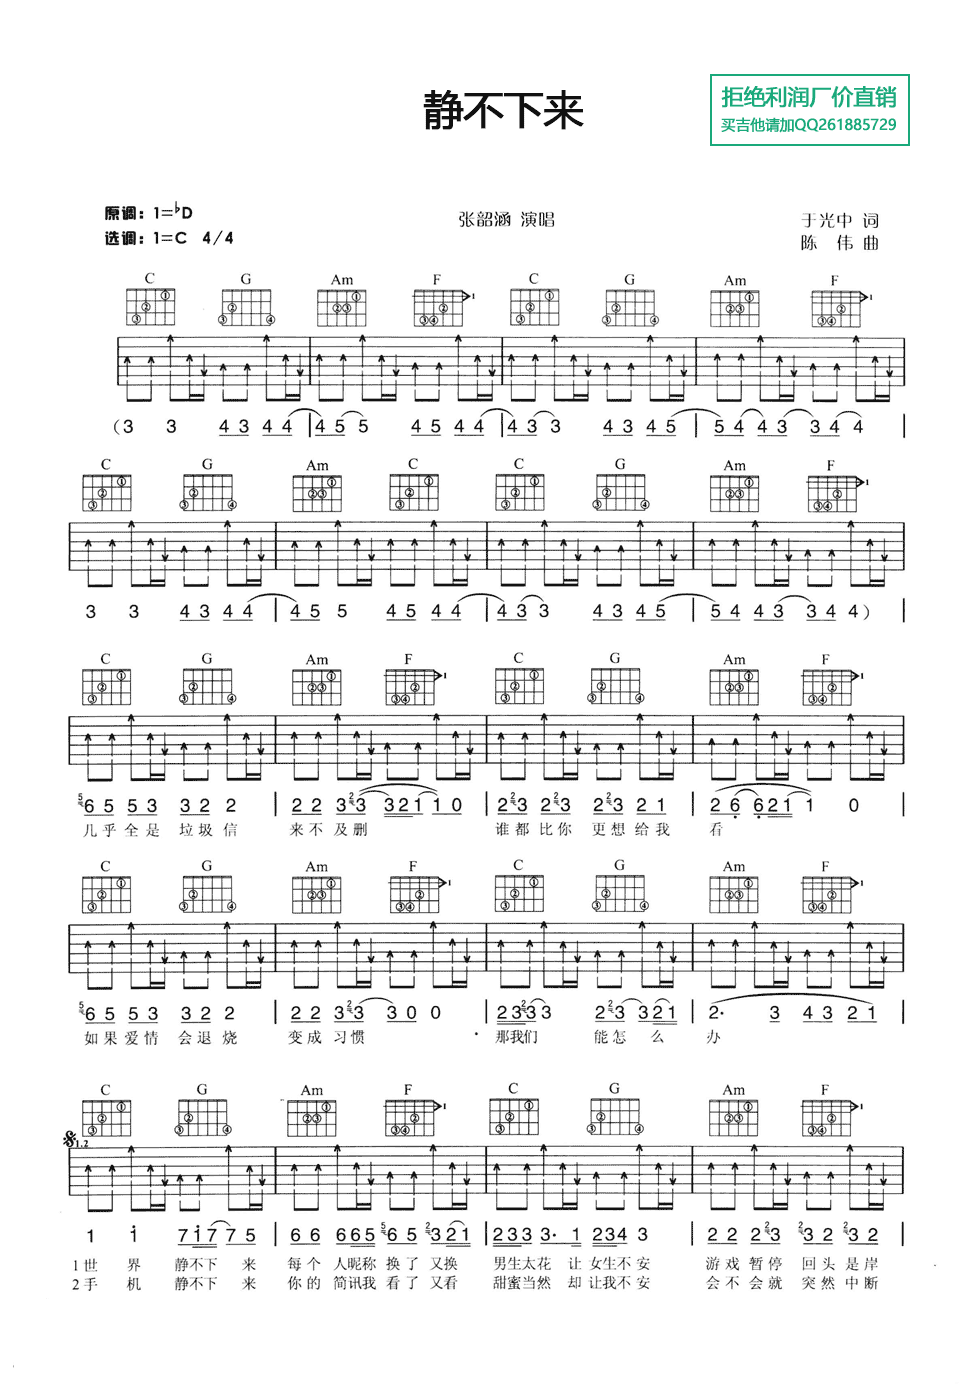 静不下来
拒绝利润厂价直销
买吉他请加QQ261885729
原调：1=♭D
选调：1=C 4/4
张韶涵 演唱
于光中 词
陈 伟 曲
C G Am F C G Am F
(3 3 4 3 4 4 | 4 5 5 4 5 4 4 | 4 3 3 4 3 4 5 | 5 4 4 3 3 4 4 |
C G Am C C G Am F
3 3 4 3 4 4 | 4 5 5 4 5 4 4 | 4 3 3 4 3 4 5 | 5 4 4 3 3 4 4 )
C G Am F C G Am F
6 5 5 3 3 2 2 | 2 2 3 3 3 2 1 1 0 | 2 2 2 3 2 1 | 2 6 6 2 1 1 0 |
几乎全是 垃圾信 来不及删 谁都比你 更想给我 看
C G Am F C G Am F
6 5 5 3 3 2 2 | 2 2 3 3 3 0 0 | 2 3 3 3 2 3 3 2 1 | 2· 3 4 3 2 1 |
如果爱情 会退烧 变成习惯 那我们 能怎么 办
C G Am F C G Am F
1.2
1 i 7 i 7 7 5 | 6 6 6 6 5 6 5 2 2 1 | 2 3 3 3· 1 2 2 3 4 3 | 2 2 2 3 2 3 3 2 |
1世 界 静不下 来 每个 人昵称 换了 又换 男生太花 让 女生不安 游戏 暂停 回头 是岸
2手 机 静不下 来 你的 简讯我 看了 又看 甜蜜当然 却 让我不安 会不 会就 突然 中断